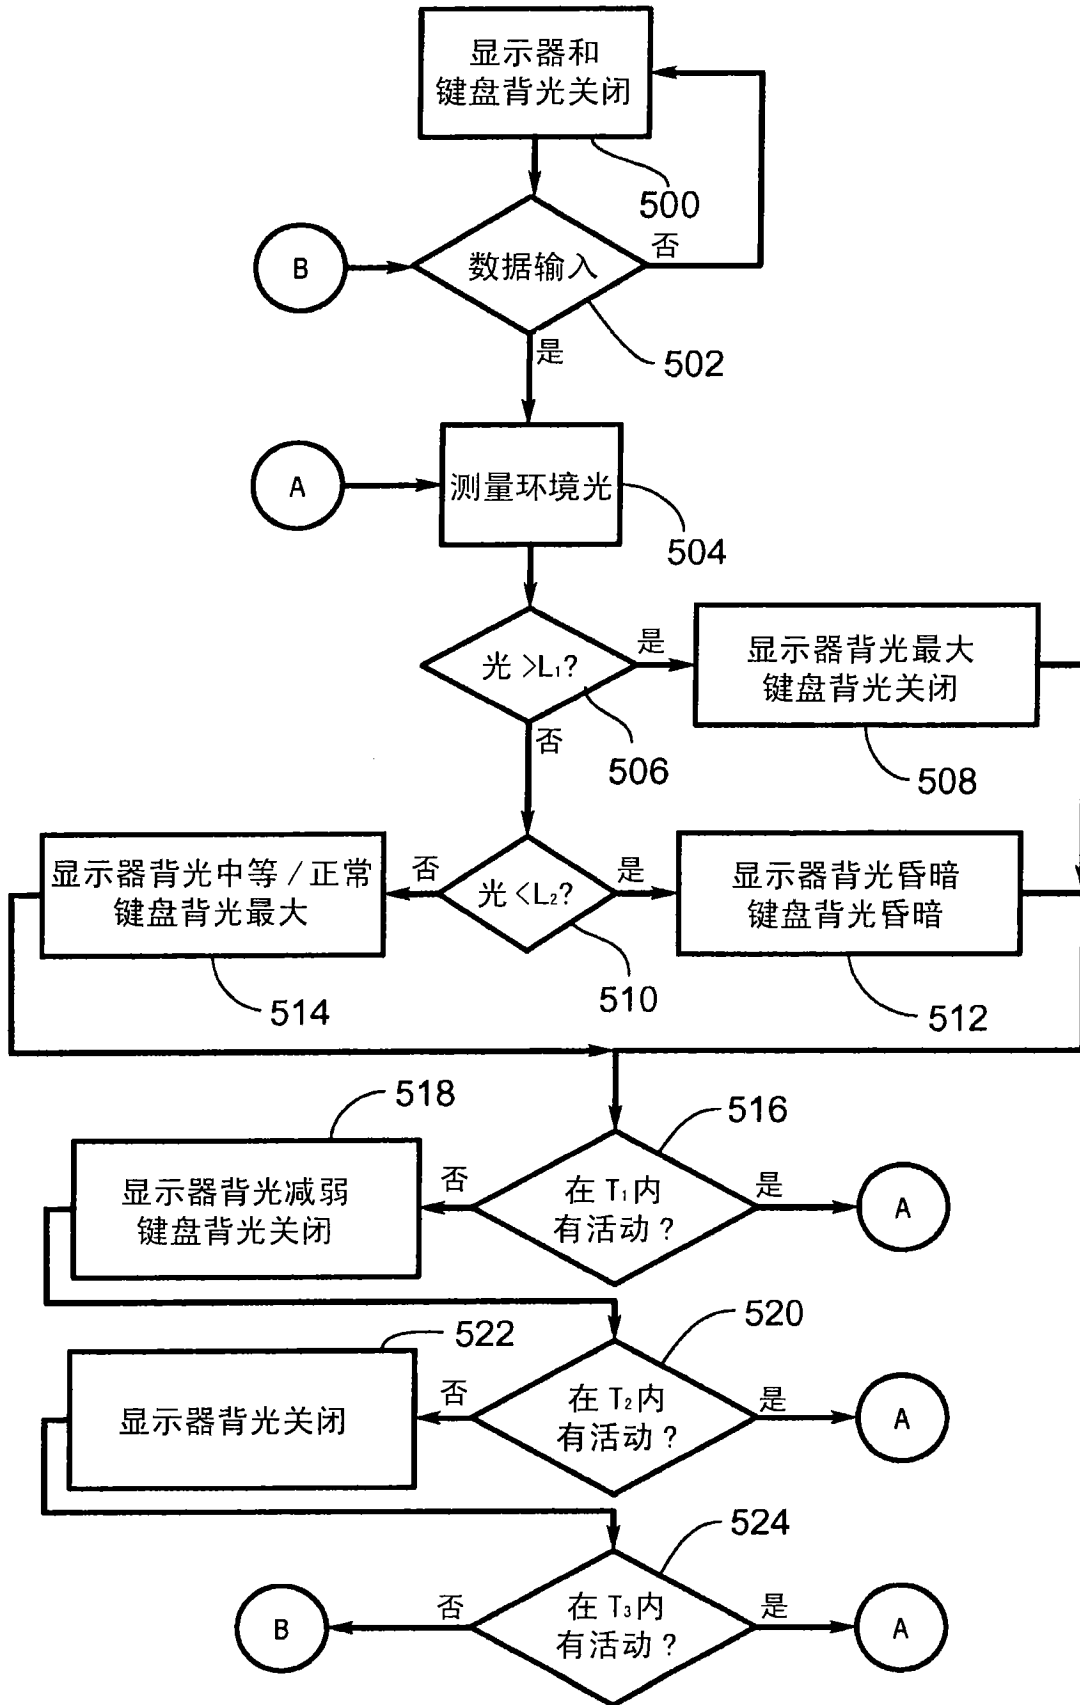 显示器和
键盘背光关闭
500
B
数据输入
否
502
是
A
测量环境光
504
光 >L₁?
是
显示器背光最大
键盘背光关闭
506
508
否
显示器背光中等/正常
键盘背光最大
否
光 <L₂?
是
显示器背光昏暗
键盘背光昏暗
514
510
512
518
516
显示器背光减弱
键盘背光关闭
否
在 T₁ 内
有活动?
是
A
522
520
显示器背光关闭
否
在 T₂ 内
有活动?
是
A
524
B
否
在 T₃ 内
有活动?
是
A